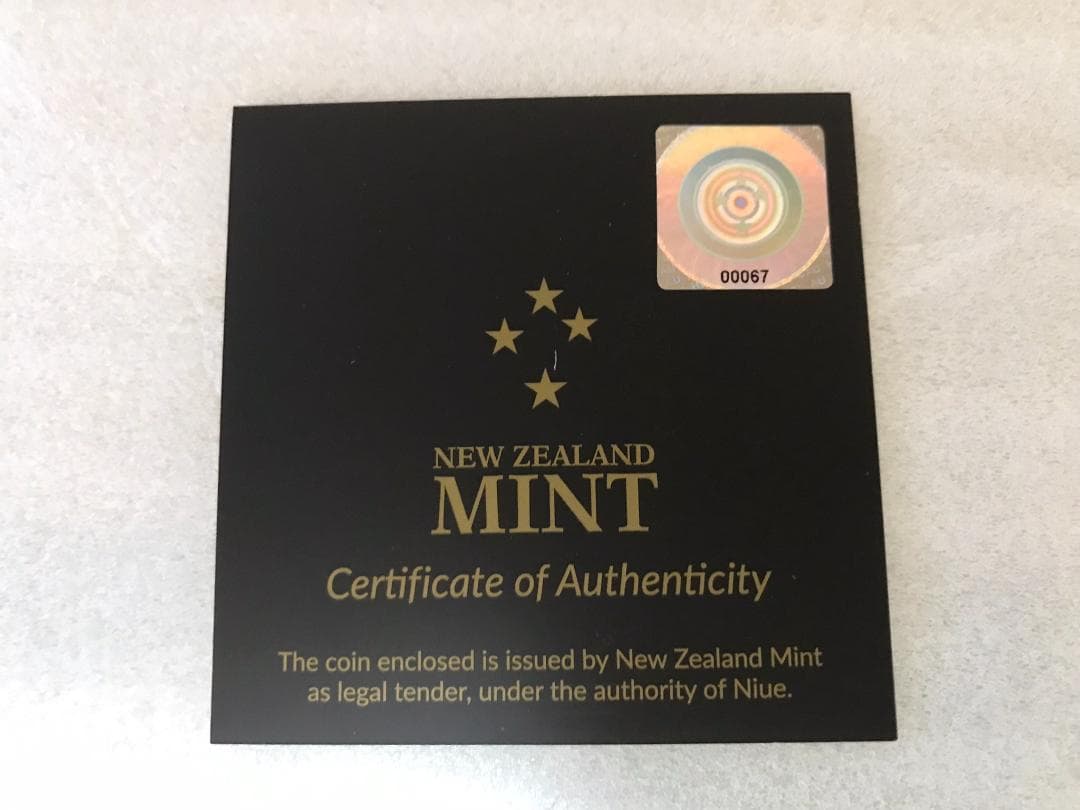 00067
NEW ZEALAND
MINT
Certificate of Authenticity
The coin enclosed is issued by New Zealand Mint
as legal tender, under the authority of Niue.